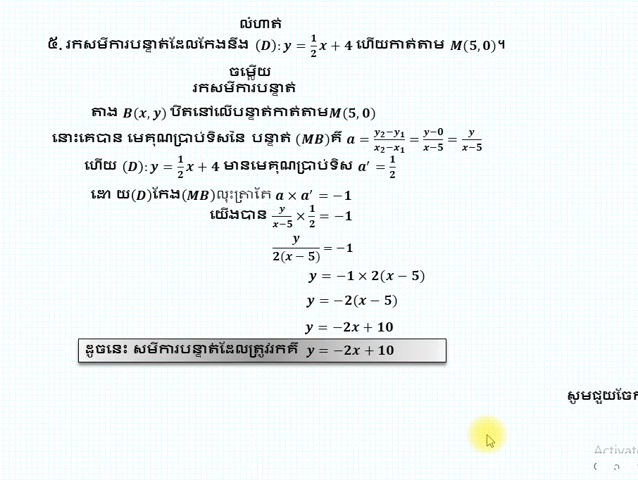 លំហាត់
៥. រកសមីការបន្ទាត់ដែលកែងនឹង (D): y = 1/2 x + 4 ហើយកាត់តាម M(5, 0)។
ចម្លើយ
រកសមីការបន្ទាត់
តាង B(x, y) ឋិតនៅលើបន្ទាត់កាត់តាមM(5, 0)
នោះគេបាន មេគុណប្រាប់ទិសនៃ បន្ទាត់ (MB)គឺ a = (y₂−y₁)/(x₂−x₁) = (y−0)/(x−5) = y/(x−5)
ហើយ (D): y = 1/2 x + 4 មានមេគុណប្រាប់ទិស a′ = 1/2
ដោយ(D)កែង(MB)លុះត្រាតែ a × a′ = −1
យើងបាន y/(x−5) × 1/2 = −1
y/(2(x − 5)) = −1
y = −1 × 2(x − 5)
y = −2(x − 5)
y = −2x + 10
ដូចនេះ សមីការបន្ទាត់ដែលត្រូវរកគឺ y = −2x + 10
សូមជួយចែក
Activat